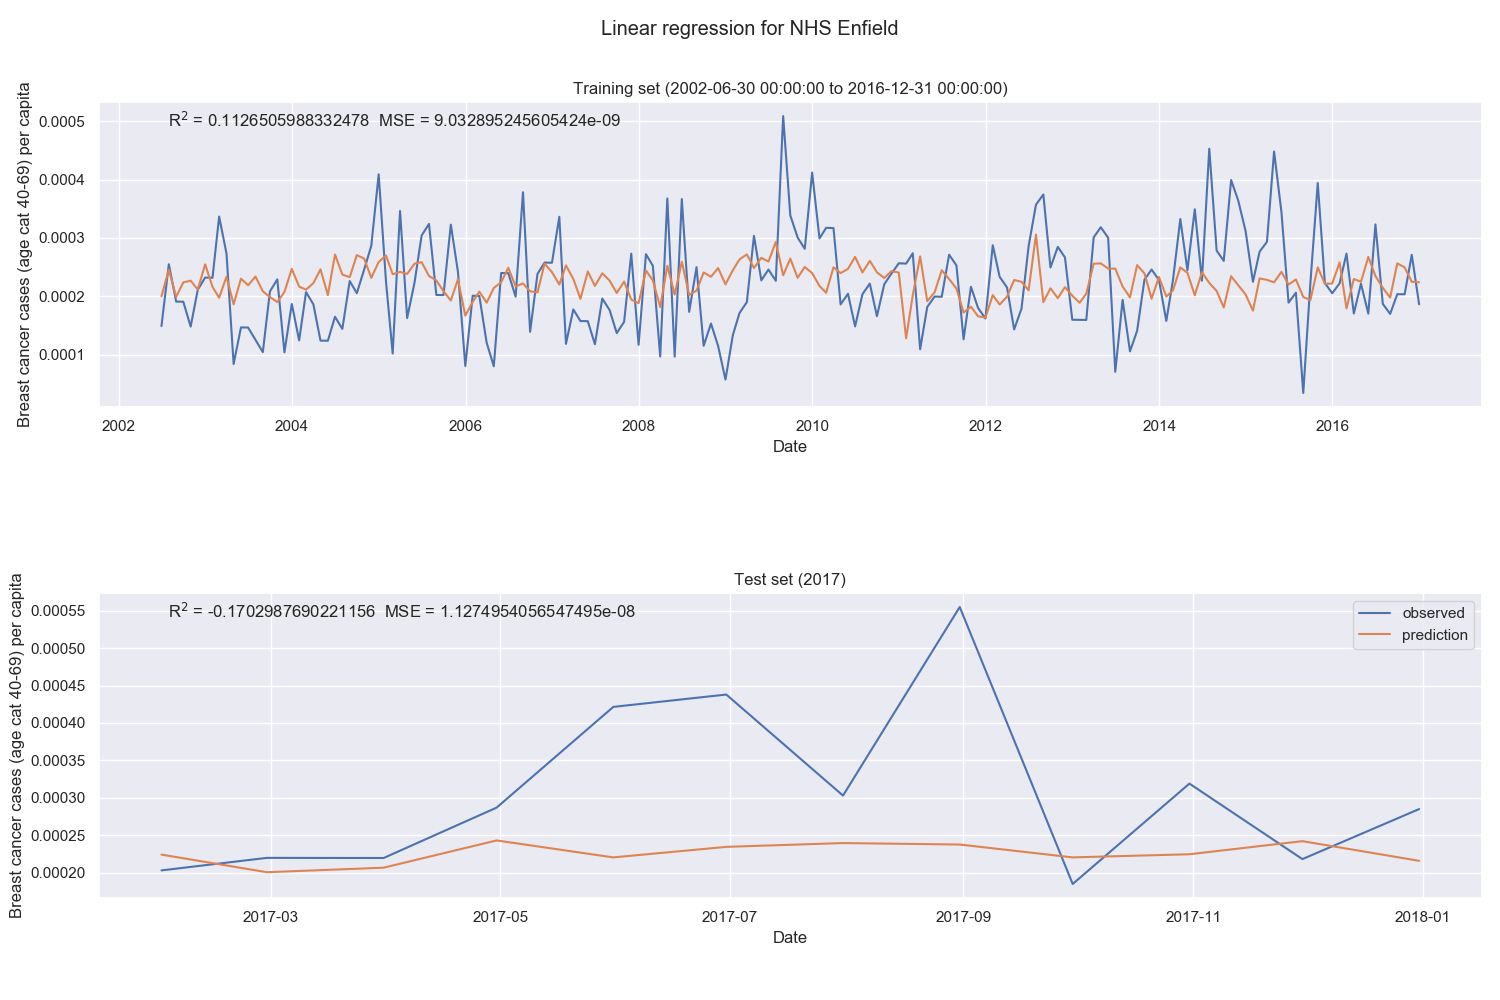 Linear regression for NHS Enfield
Training set (2002-06-30 00:00:00 to 2016-12-31 00:00:00)
R² = 0.1126505988332478 MSE = 9.032895245605424e-09
Breast cancer cases (age cat 40-69) per capita
0.0005
0.0004
0.0003
0.0002
0.0001
2002
2004
2006
2008
2010
2012
2014
2016
Date
Test set (2017)
R² = -0.1702987690221156 MSE = 1.1274954056547495e-08
observed
prediction
Breast cancer cases (age cat 40-69) per capita
0.00055
0.00050
0.00045
0.00040
0.00035
0.00030
0.00025
0.00020
2017-03
2017-05
2017-07
2017-09
2017-11
2018-01
Date